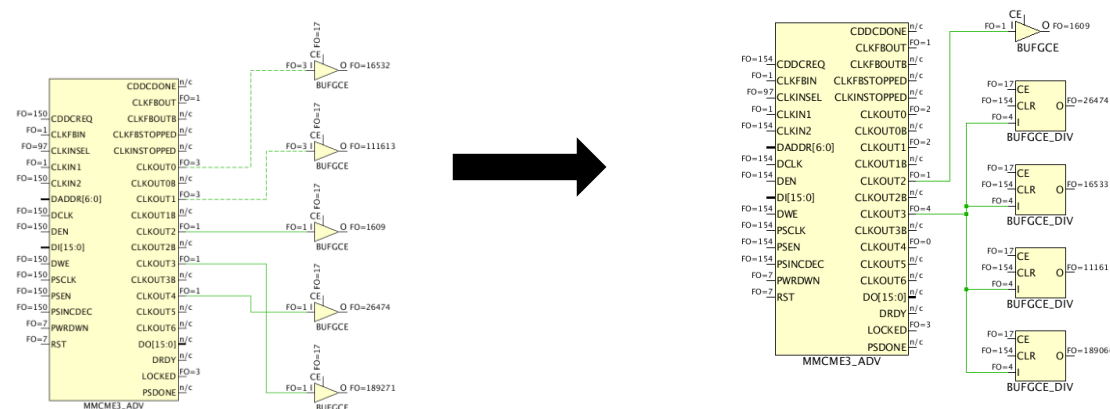 FO=17
CE
FO=3 I O FO=16532
BUFGCE
FO=17
CE
FO=3 I O FO=111613
BUFGCE
FO=17
CE
FO=1 I O FO=1609
BUFGCE
FO=17
CE
FO=1 I O FO=26474
BUFGCE
FO=17
CE
FO=1 I O FO=189271
BUFGCE
CDDCDONE n/c
CLKFBOUT FO=1
FO=150 CDDCREQ CLKFBOUTB n/c
FO=1 CLKFBIN CLKFBSTOPPED n/c
FO=97 CLKINSEL CLKINSTOPPED n/c
FO=1 CLKIN1 CLKOUT0 FO=3
FO=150 CLKIN2 CLKOUT0B n/c
DADDR[6:0] CLKOUT1 FO=3
FO=150 DCLK CLKOUT1B n/c
FO=150 DEN CLKOUT2 FO=1
DI[15:0] CLKOUT2B n/c
FO=150 DWE CLKOUT3 FO=1
FO=150 PSCLK CLKOUT3B n/c
FO=150 PSEN CLKOUT4 FO=1
FO=150 PSINCDEC CLKOUT5 n/c
FO=7 PWRDWN CLKOUT6 n/c
FO=7 RST DO[15:0] n/c
DRDY n/c
LOCKED FO=3
PSDONE n/c
MMCME3_ADV
CDDCDONE n/c
CLKFBOUT FO=1
FO=154 CDDCREQ CLKFBOUTB n/c
FO=1 CLKFBIN CLKFBSTOPPED n/c
FO=97 CLKINSEL CLKINSTOPPED n/c
FO=1 CLKIN1 CLKOUT0 FO=2
FO=154 CLKIN2 CLKOUT0B n/c
DADDR[6:0] CLKOUT1 FO=2
FO=154 DCLK CLKOUT1B n/c
FO=154 DEN CLKOUT2 FO=1
DI[15:0] CLKOUT2B n/c
FO=154 DWE CLKOUT3 FO=4
FO=154 PSCLK CLKOUT3B n/c
FO=154 PSEN CLKOUT4 FO=0
FO=154 PSINCDEC CLKOUT5 n/c
FO=7 PWRDWN CLKOUT6 n/c
FO=7 RST DO[15:0] n/c
DRDY n/c
LOCKED FO=3
PSDONE n/c
MMCME3_ADV
CE
FO=1 I O FO=1609
BUFGCE
FO=17 CE
FO=154 CLR O FO=26474
FO=4 I
BUFGCE_DIV
FO=17 CE
FO=154 CLR O FO=16533
FO=4 I
BUFGCE_DIV
FO=17 CE
FO=154 CLR O FO=11161
FO=4 I
BUFGCE_DIV
FO=17 CE
FO=154 CLR O FO=18906
FO=4 I
BUFGCE_DIV